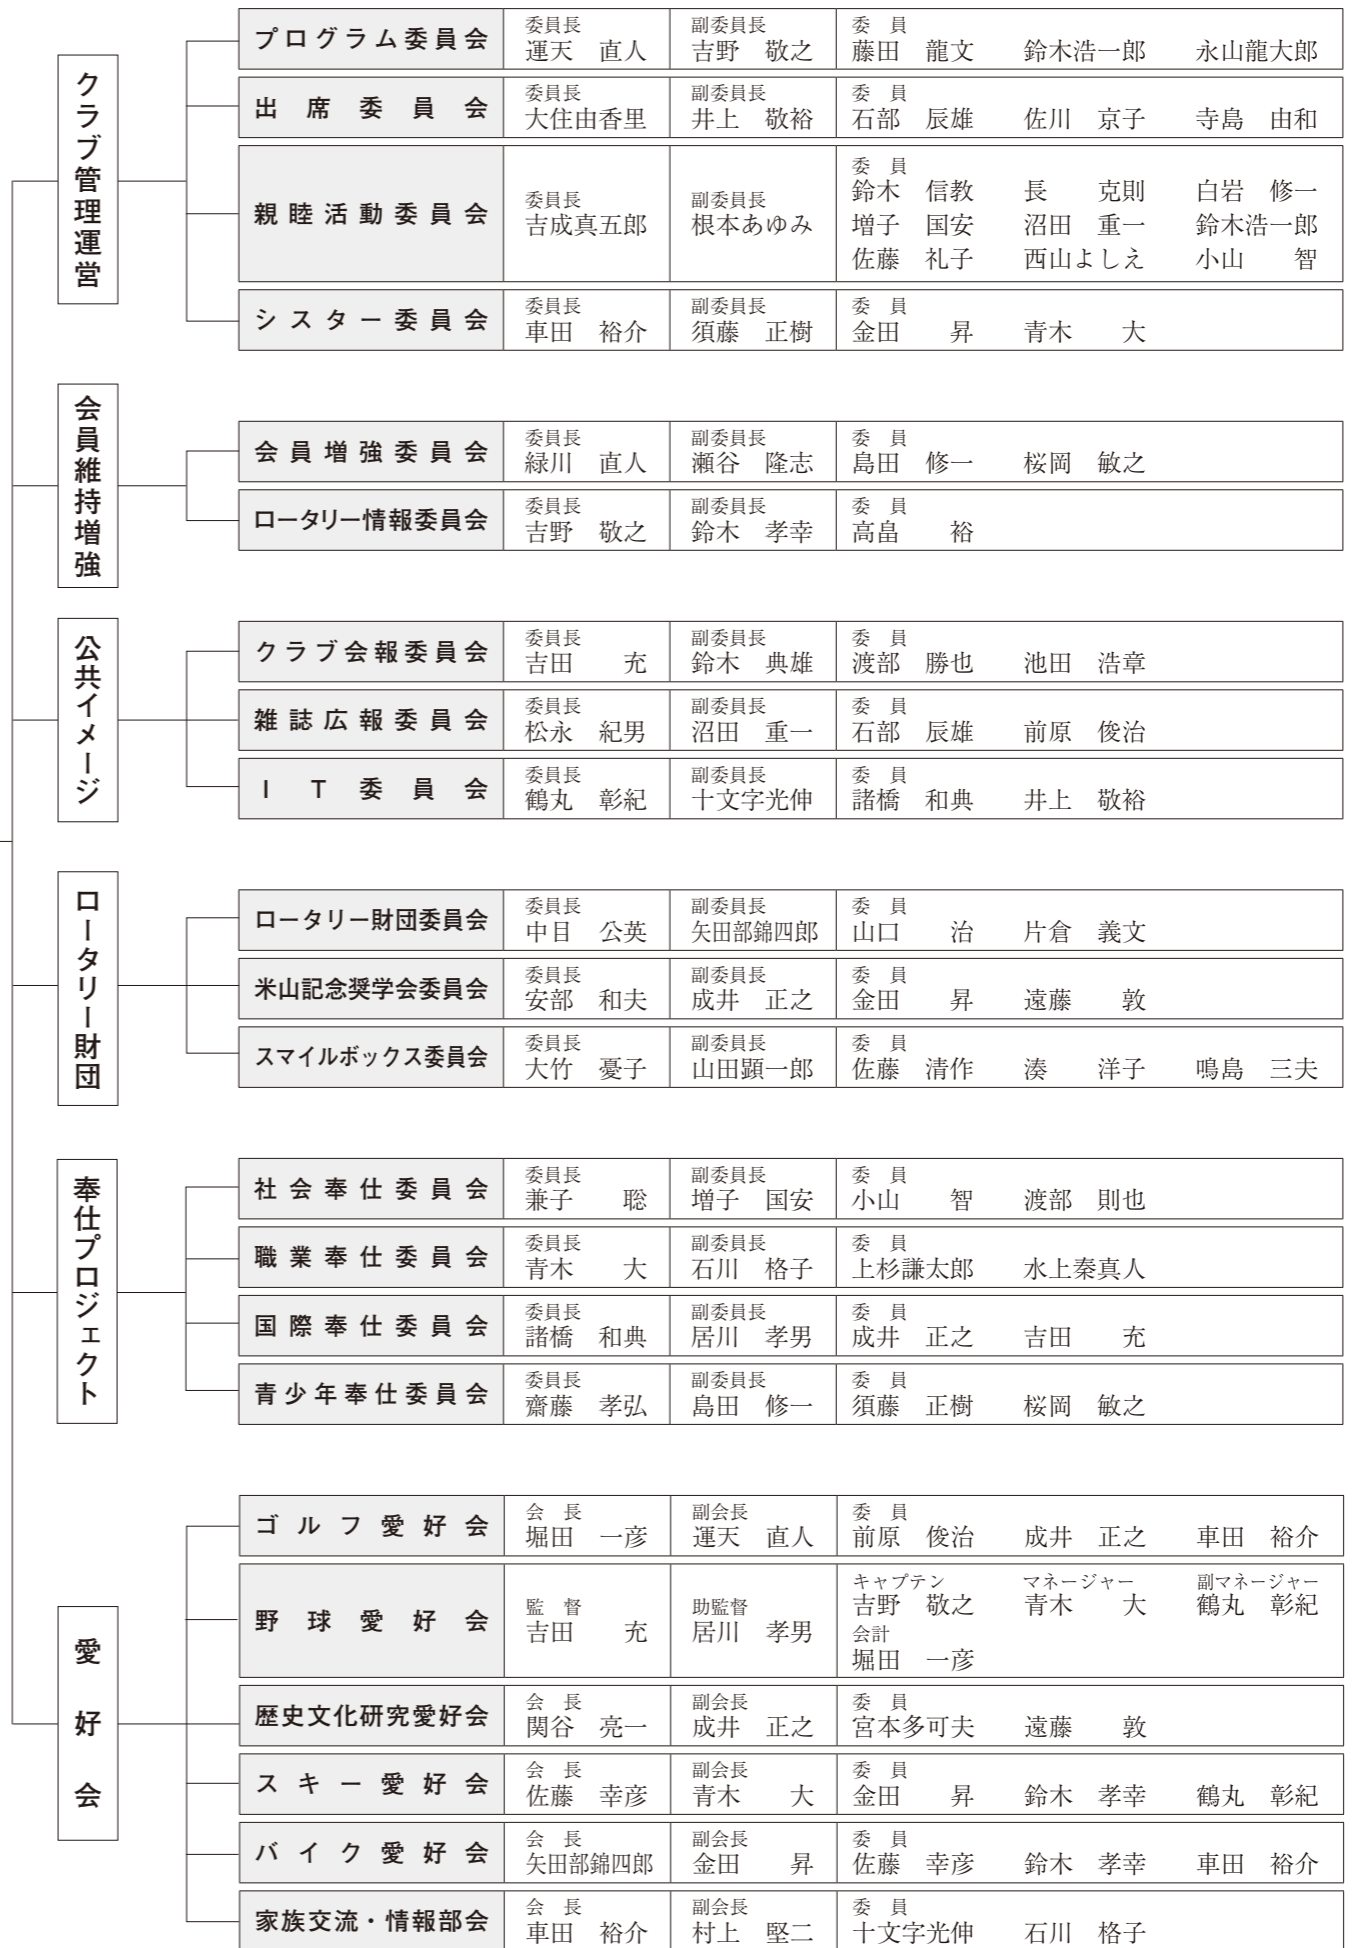 クラブ管理運営
プログラム委員会
委員長 副委員長 委　員
運天　直人 吉野　敬之 藤田　龍文 鈴木浩一郎 永山龍大郎
出席委員会
委員長 副委員長 委　員
大住由香里 井上　敬裕 石部　辰雄 佐川　京子 寺島　由和
親睦活動委員会
委員長 副委員長 委　員
吉成真五郎 根本あゆみ 鈴木　信教 長　　克則 白岩　修一
増子　国安 沼田　重一 鈴木浩一郎
佐藤　礼子 西山よしえ 小山　　智
シスター委員会
委員長 副委員長 委　員
車田　裕介 須藤　正樹 金田　　昇 青木　　大
会員維持増強
会員増強委員会
委員長 副委員長 委　員
緑川　直人 瀬谷　隆志 島田　修一 桜岡　敏之
ロータリー情報委員会
委員長 副委員長 委　員
吉野　敬之 鈴木　孝幸 高畠　　裕
公共イメージ
クラブ会報委員会
委員長 副委員長 委　員
吉田　　充 鈴木　典雄 渡部　勝也 池田　浩章
雑誌広報委員会
委員長 副委員長 委　員
松永　紀男 沼田　重一 石部　辰雄 前原　俊治
ＩＴ委員会
委員長 副委員長 委　員
鶴丸　彰紀 十文字光伸 諸橋　和典 井上　敬裕
ロータリー財団
ロータリー財団委員会
委員長 副委員長 委　員
中目　公英 矢田部錦四郎 山口　　治 片倉　義文
米山記念奨学会委員会
委員長 副委員長 委　員
安部　和夫 成井　正之 金田　　昇 遠藤　　敦
スマイルボックス委員会
委員長 副委員長 委　員
大竹　憂子 山田顕一郎 佐藤　清作 湊　　洋子 鳴島　三夫
奉仕プロジェクト
社会奉仕委員会
委員長 副委員長 委　員
兼子　　聡 増子　国安 小山　　智 渡部　則也
職業奉仕委員会
委員長 副委員長 委　員
青木　　大 石川　格子 上杉謙太郎 水上秦真人
国際奉仕委員会
委員長 副委員長 委　員
諸橋　和典 居川　孝男 成井　正之 吉田　　充
青少年奉仕委員会
委員長 副委員長 委　員
齋藤　孝弘 島田　修一 須藤　正樹 桜岡　敏之
愛好会
ゴルフ愛好会
会　長 副会長 委　員
堀田　一彦 運天　直人 前原　俊治 成井　正之 車田　裕介
野球愛好会
監　督 助監督 キャプテン マネージャー 副マネージャー
吉田　　充 居川　孝男 吉野　敬之 青木　　大 鶴丸　彰紀
会計
堀田　一彦
歴史文化研究愛好会
会　長 副会長 委　員
関谷　亮一 成井　正之 宮本多可夫 遠藤　　敦
スキー愛好会
会　長 副会長 委　員
佐藤　幸彦 青木　　大 金田　　昇 鈴木　孝幸 鶴丸　彰紀
バイク愛好会
会　長 副会長 委　員
矢田部錦四郎 金田　　昇 佐藤　幸彦 鈴木　孝幸 車田　裕介
家族交流・情報部会
会　長 副会長 委　員
車田　裕介 村上　堅二 十文字光伸 石川　格子